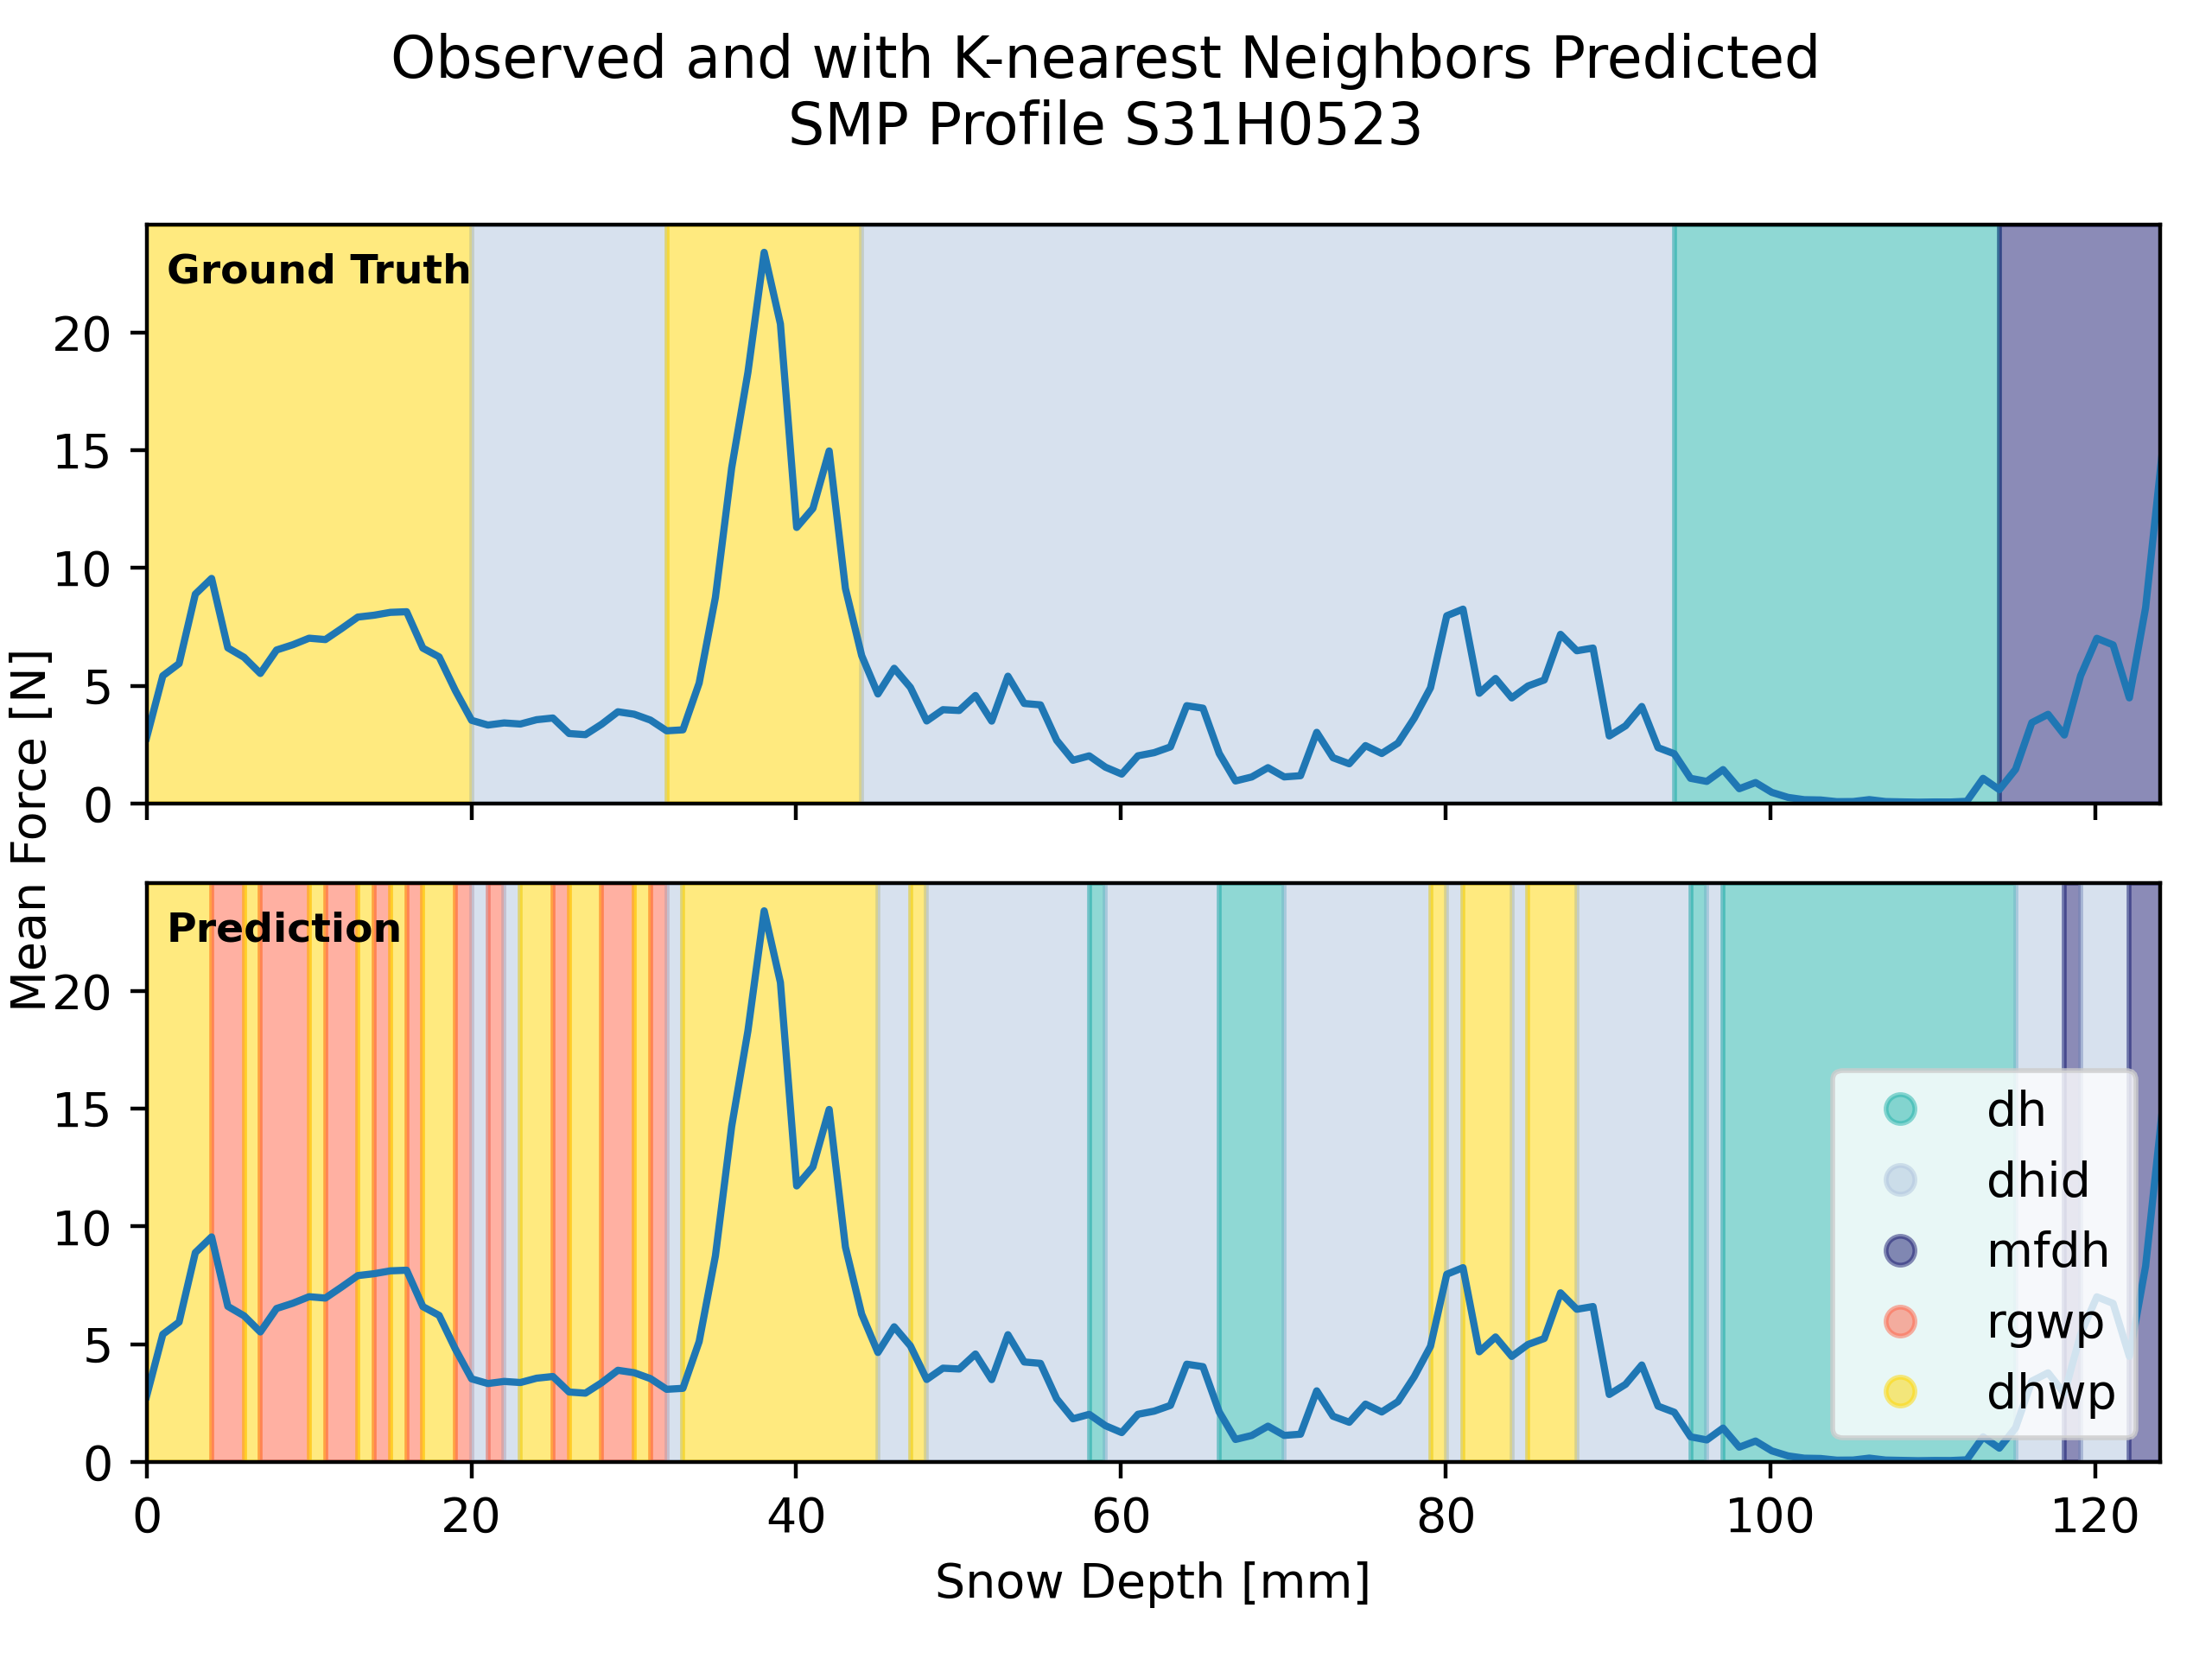 Observed and with K-nearest Neighbors Predicted
SMP Profile S31H0523
Mean Force [N]
Ground Truth
20
15
10
5
0
Prediction
20
15
10
5
0
dh
dhid
mfdh
rgwp
dhwp
0 20 40 60 80 100 120
Snow Depth [mm]